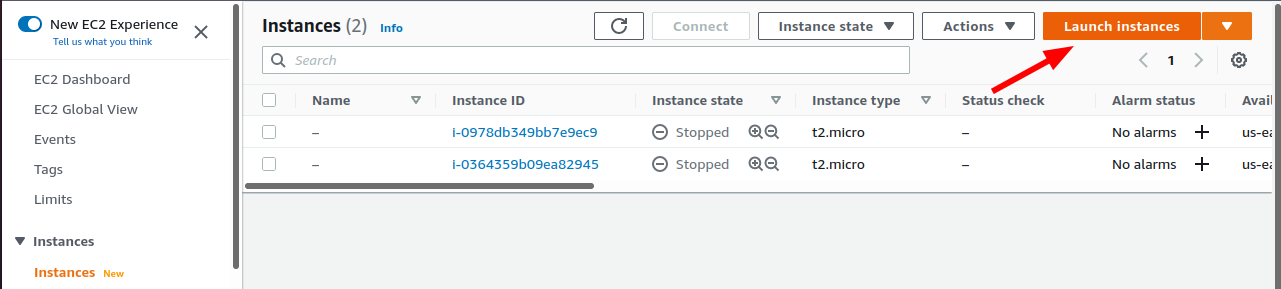 New EC2 Experience
Tell us what you think
EC2 Dashboard
EC2 Global View
Events
Tags
Limits
Instances
Instances New
Instances (2) Info
Connect
Instance state
Actions
Launch instances
Search
1
Name Instance ID Instance state Instance type Status check Alarm status Avail
– i-0978db349bb7e9ec9 Stopped t2.micro – No alarms us-ea
– i-0364359b09ea82945 Stopped t2.micro – No alarms us-ea